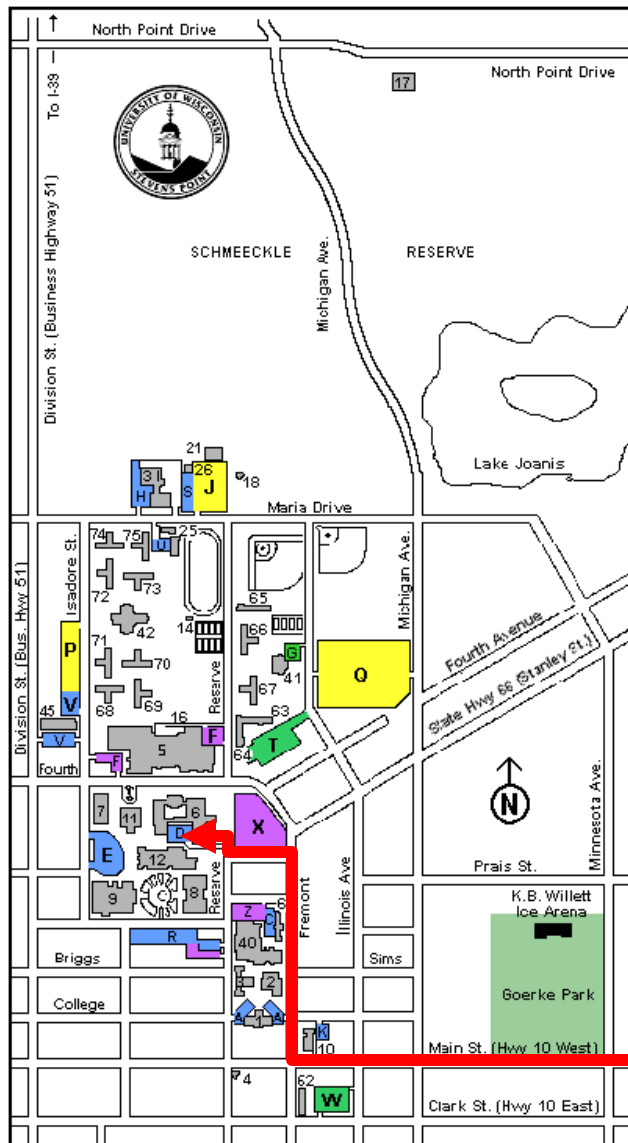 North Point Drive
North Point Drive
To I-39
17
UNIVERSITY OF WISCONSIN
STEVENS POINT
Division St. (Business Highway 51)
SCHMEECKLE
RESERVE
Michigan Ave.
Lake Joanis
21
26
31
H
S
J
18
Maria Drive
Isadore St.
74
75
U
25
72
73
65
Michigan Ave.
Division St. (Bus. Hwy 51)
42
14
66
G
41
Fourth Avenue
P
71
70
Q
State Hwy 66 (Stanley St.)
V
68
69
Reserve
67
45
16
63
V
5
F
T
64
Fourth
F
N
Minnesota Ave.
7
11
6
D
X
E
12
Prais St.
9
8
Reserve
Fremont
Illinois Ave
K.B. Willett
Ice Arena
Z
C
6
R
40
Briggs
Sims
3
2
Goerke Park
College
A
1
A
K
10
Main St. (Hwy 10 West)
4
62
W
Clark St. (Hwy 10 East)